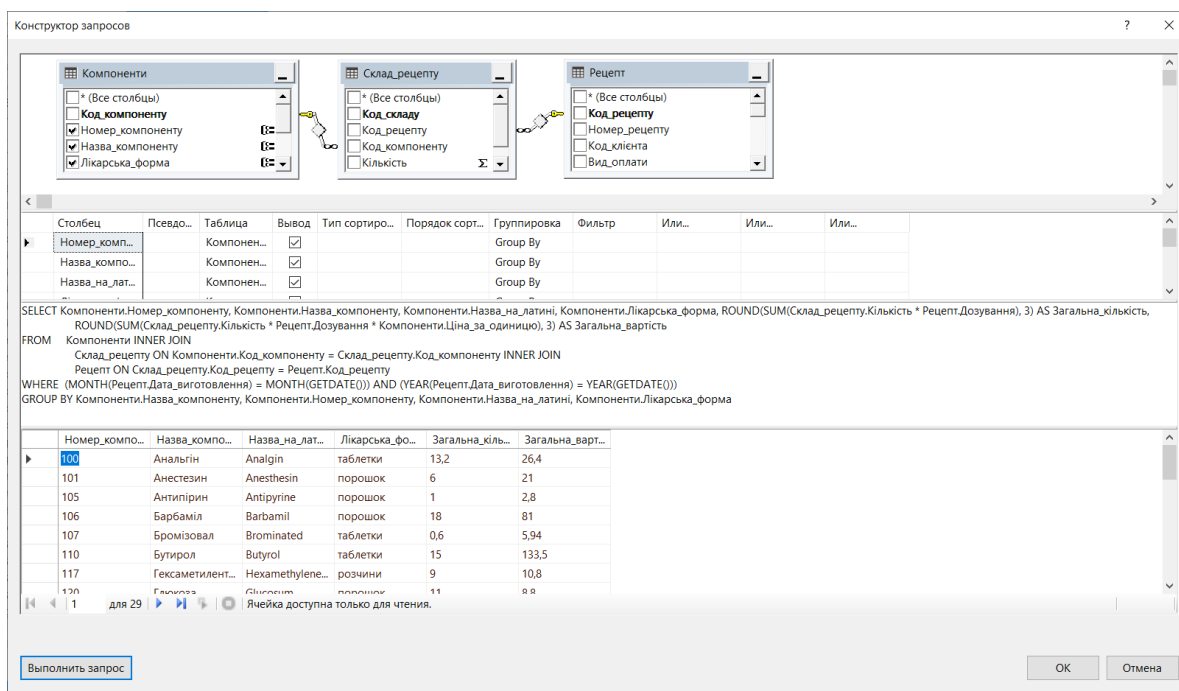 Конструктор запросов
?
Компоненти
* (Все столбцы)
Код_компоненту
Номер_компоненту
Назва_компоненту
Лікарська_форма
Склад_рецепту
* (Все столбцы)
Код_складу
Код_рецепту
Код_компоненту
Кількість Σ
Рецепт
* (Все столбцы)
Код_рецепту
Номер_рецепту
Код_клієнта
Вид_оплати
Столбец Псевдо... Таблица Вывод Тип сортиро... Порядок сорт... Группировка Фильтр Или... Или... Или...
Номер_комп... Компонен... Group By
Назва_компо... Компонен... Group By
Назва_на_лат... Компонен... Group By
SELECT Компоненти.Номер_компоненту, Компоненти.Назва_компоненту, Компоненти.Назва_на_латині, Компоненти.Лікарська_форма, ROUND(SUM(Склад_рецепту.Кількість * Рецепт.Дозування), 3) AS Загальна_кількість,
ROUND(SUM(Склад_рецепту.Кількість * Рецепт.Дозування * Компоненти.Ціна_за_одиницю), 3) AS Загальна_вартість
FROM Компоненти INNER JOIN
Склад_рецепту ON Компоненти.Код_компоненту = Склад_рецепту.Код_компоненту INNER JOIN
Рецепт ON Склад_рецепту.Код_рецепту = Рецепт.Код_рецепту
WHERE (MONTH(Рецепт.Дата_виготовлення) = MONTH(GETDATE())) AND (YEAR(Рецепт.Дата_виготовлення) = YEAR(GETDATE()))
GROUP BY Компоненти.Назва_компоненту, Компоненти.Номер_компоненту, Компоненти.Назва_на_латині, Компоненти.Лікарська_форма
Номер_компо... Назва_компо... Назва_на_лат... Лікарська_фо... Загальна_кіль... Загальна_варт...
100 Анальгін Analgin таблетки 13,2 26,4
101 Анестезин Anesthesin порошок 6 21
105 Антипірин Antipyrine порошок 1 2,8
106 Барбаміл Barbamil порошок 18 81
107 Бромізовал Brominated таблетки 0,6 5,94
110 Бутирол Butyrol таблетки 15 133,5
117 Гексаметилент... Hexamethylene... розчини 9 10,8
120 Глюкоза Glucosum порошок 11 8,8
1 для 29 Ячейка доступна только для чтения.
Выполнить запрос
ОК
Отмена